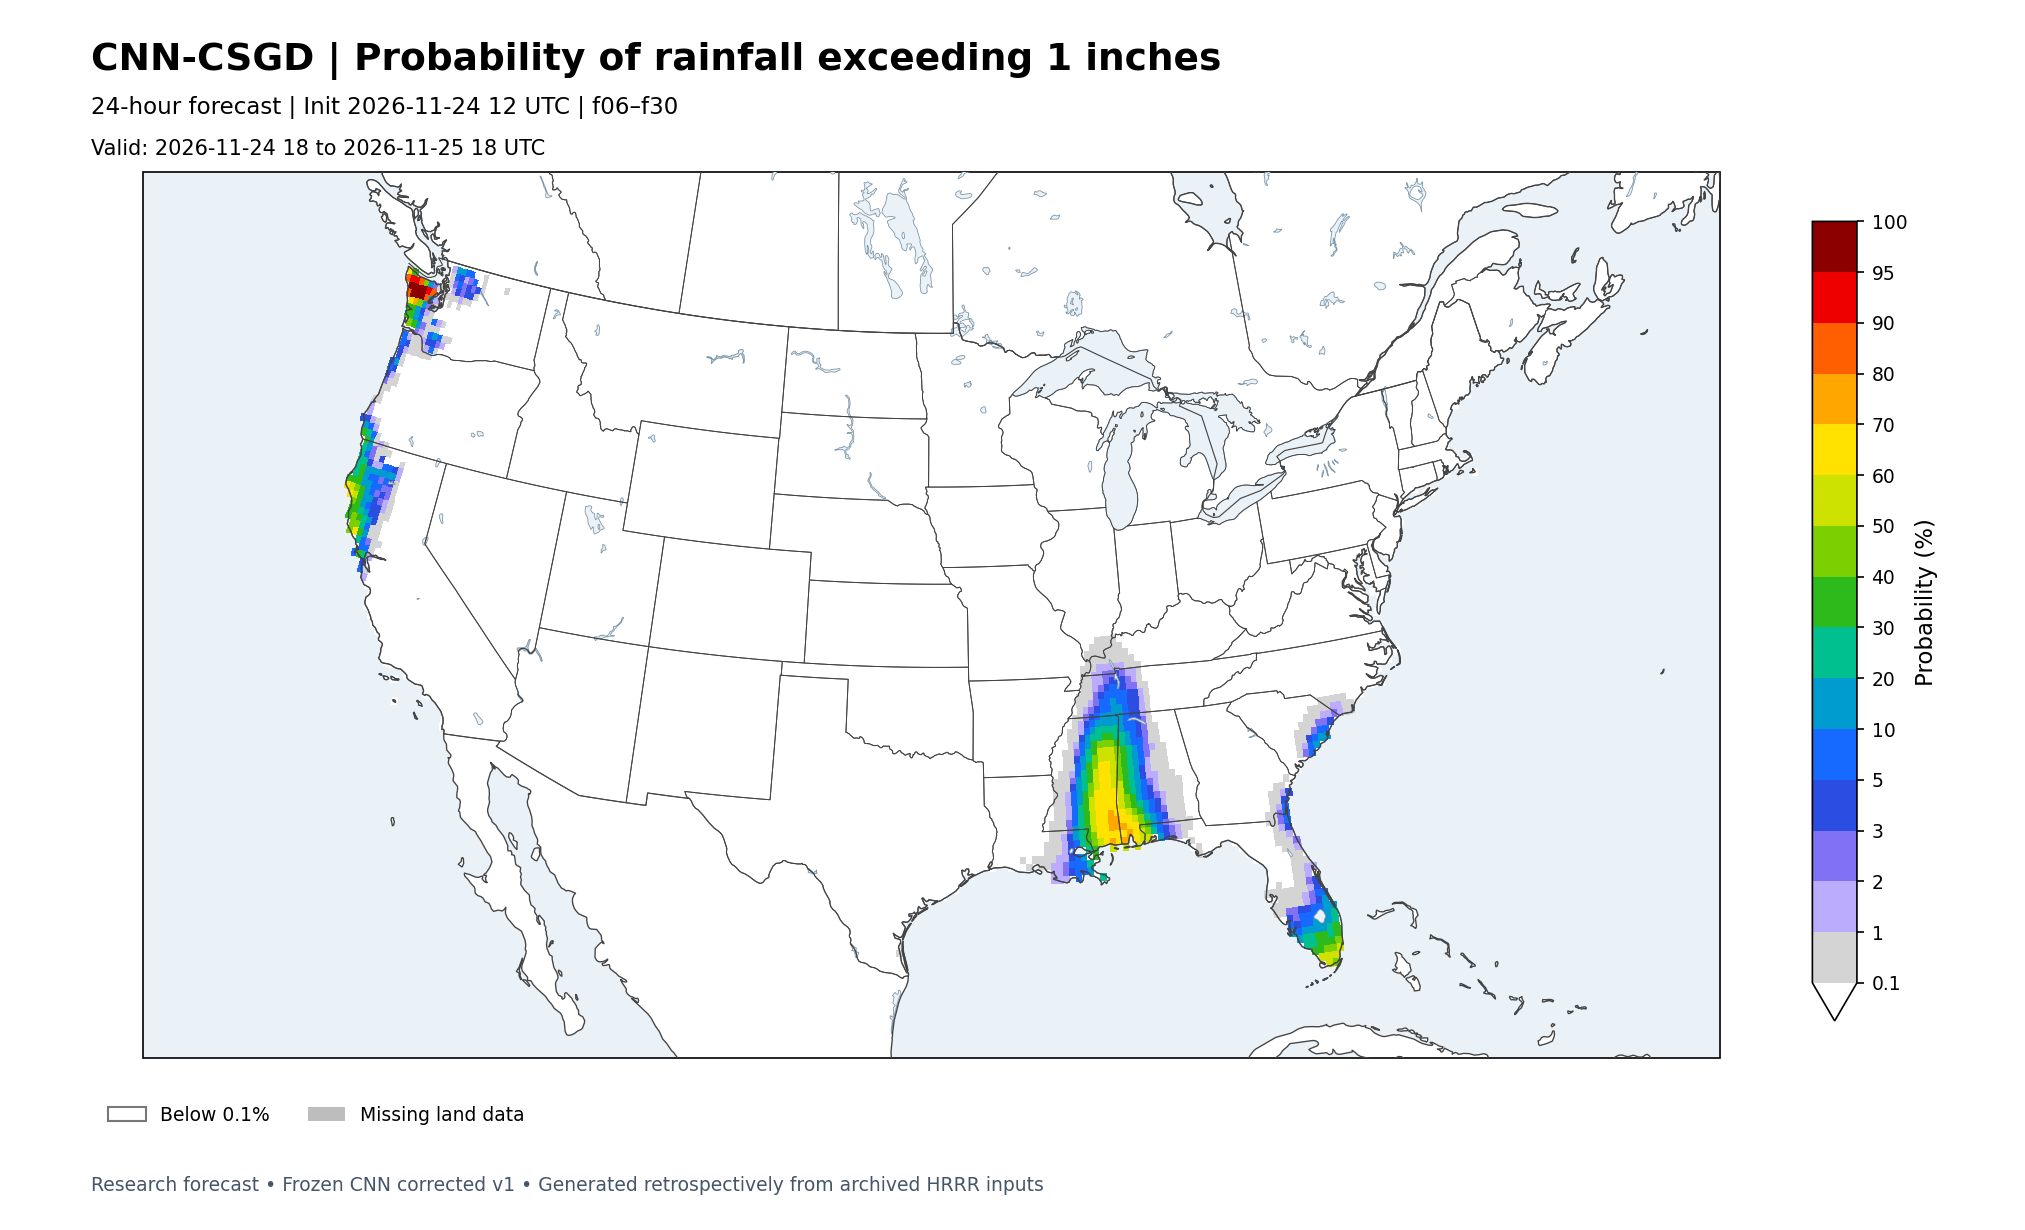 CNN-CSGD | Probability of rainfall exceeding 1 inches
24-hour forecast | Init 2026-11-24 12 UTC | f06–f30
Valid: 2026-11-24 18 to 2026-11-25 18 UTC
100
95
90
80
70
60
50
40
30
20
10
5
3
2
1
0.1
Probability (%)
Below 0.1%
Missing land data
Research forecast • Frozen CNN corrected v1 • Generated retrospectively from archived HRRR inputs